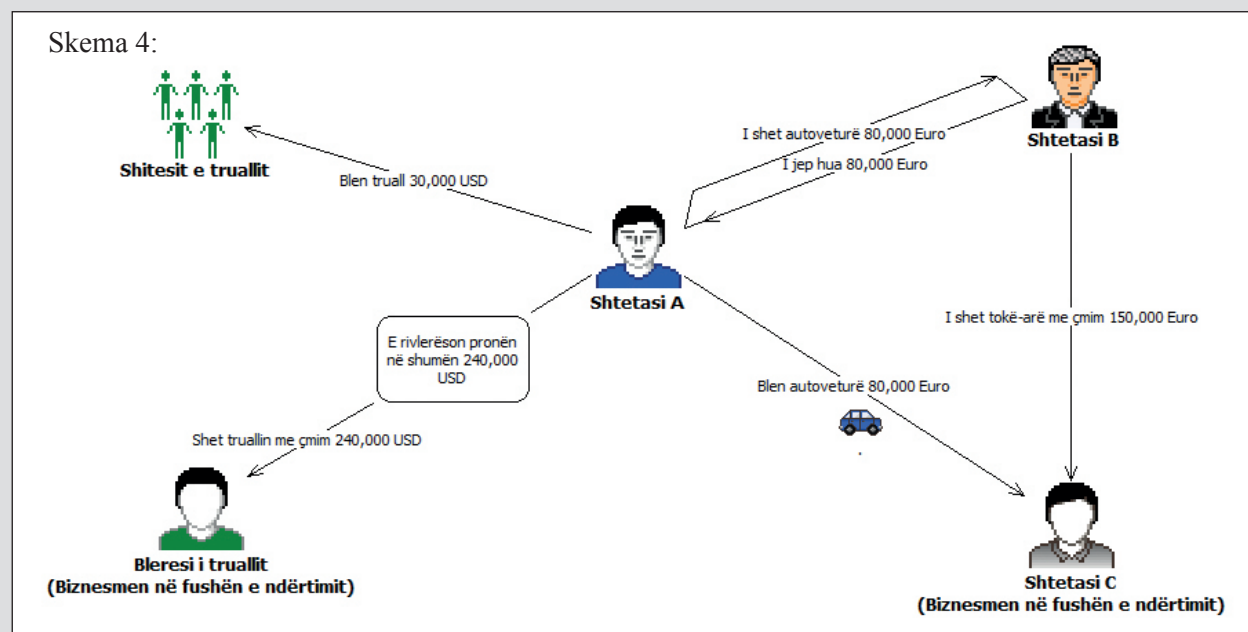 Skema 4:
Shitesit e truallit
Blen truall 30,000 USD
I shet autoveturë 80,000 Euro
I jep hua 80,000 Euro
Shtetasi B
Shtetasi A
I shet tokë-arë me çmim 150,000 Euro
E rivlerëson pronën
në shumën 240,000
USD
Blen autoveturë 80,000 Euro
Shet truallin me çmim 240,000 USD
Bleresi i truallit
(Biznesmen në fushën e ndërtimit)
Shtetasi C
(Biznesmen në fushën e ndërtimit)